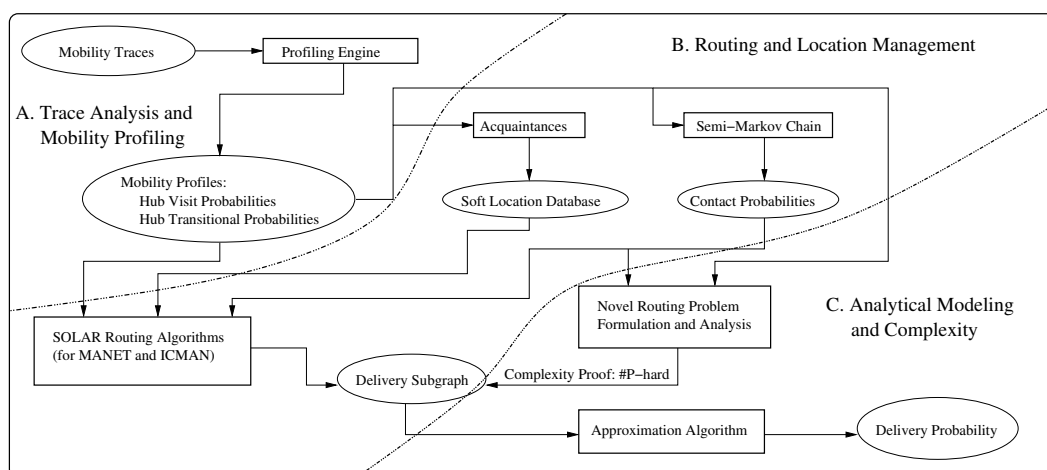 Mobility Traces
Profiling Engine
B. Routing and Location Management
A. Trace Analysis and
Mobility Profiling
Acquaintances
Semi−Markov Chain
Mobility Profiles:
Hub Visit Probabilities
Hub Transitional Probabilities
Soft Location Database
Contact Probabilities
Novel Routing Problem
Formulation and Analysis
C. Analytical Modeling
and Complexity
SOLAR Routing Algorithms
(for MANET and ICMAN)
Delivery Subgraph
Complexity Proof: #P−hard
Approximation Algorithm
Delivery Probability